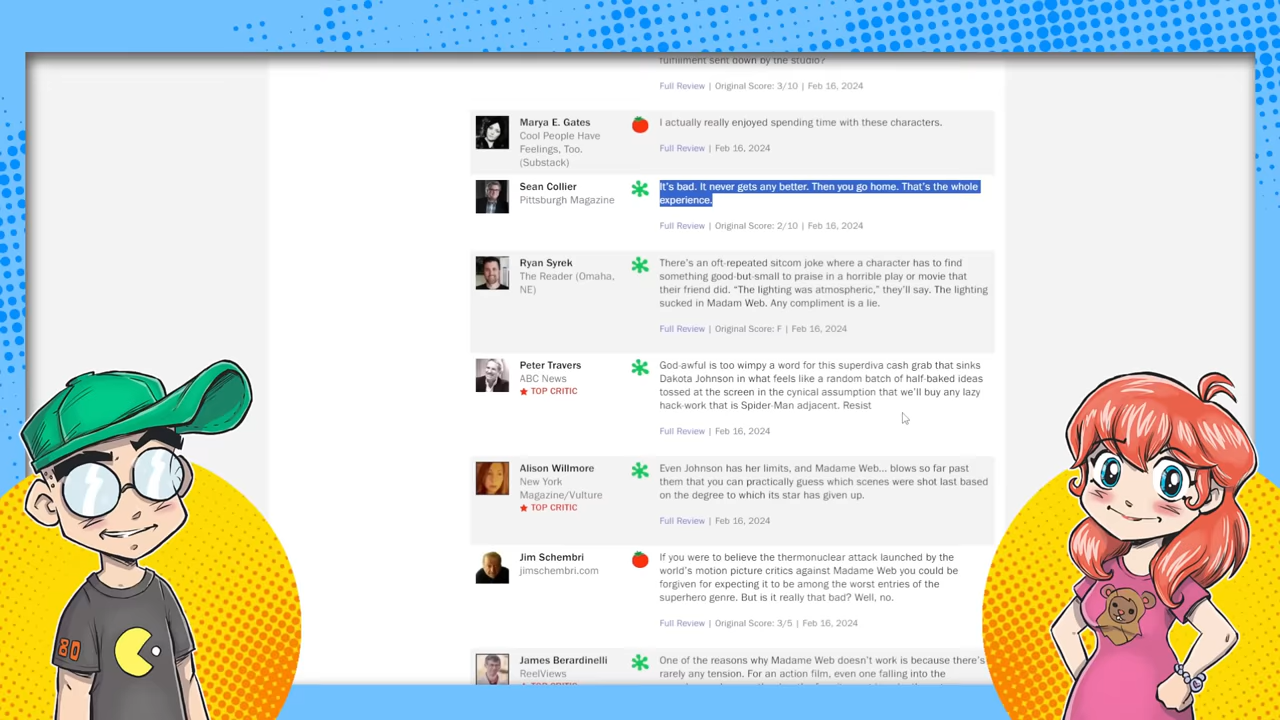 fulfillment sent down by the studio?
Full Review | Original Score: 3/10 | Feb 16, 2024
Marya E. Gates
Cool People Have
Feelings, Too.
(Substack)
I actually really enjoyed spending time with these characters.
Full Review | Feb 16, 2024
Sean Collier
Pittsburgh Magazine
It's bad. It never gets any better. Then you go home. That's the whole
experience.
Full Review | Original Score: 2/10 | Feb 16, 2024
Ryan Syrek
The Reader (Omaha,
NE)
There's an oft-repeated sitcom joke where a character has to find
something good-but-small to praise in a horrible play or movie that
their friend did. “The lighting was atmospheric,” they'll say. The lighting
sucked in Madam Web. Any compliment is a lie.
Full Review | Original Score: F | Feb 16, 2024
Peter Travers
ABC News
TOP CRITIC
God-awful is too wimpy a word for this superdiva cash grab that sinks
Dakota Johnson in what feels like a random batch of half-baked ideas
tossed at the screen in the cynical assumption that we'll buy any lazy
hack-work that is Spider-Man adjacent. Resist
Full Review | Feb 16, 2024
Alison Willmore
New York
Magazine/Vulture
TOP CRITIC
Even Johnson has her limits, and Madame Web... blows so far past
them that you can practically guess which scenes were shot last based
on the degree to which its star has given up.
Full Review | Feb 16, 2024
Jim Schembri
jimschembri.com
If you were to believe the thermonuclear attack launched by the
world's motion picture critics against Madame Web you could be
forgiven for expecting it to be among the worst entries of the
superhero genre. But is it really that bad? Well, no.
Full Review | Original Score: 3/5 | Feb 16, 2024
James Berardinelli
ReelViews
One of the reasons why Madame Web doesn't work is because there's
rarely any tension. For an action film, even one falling into the
80